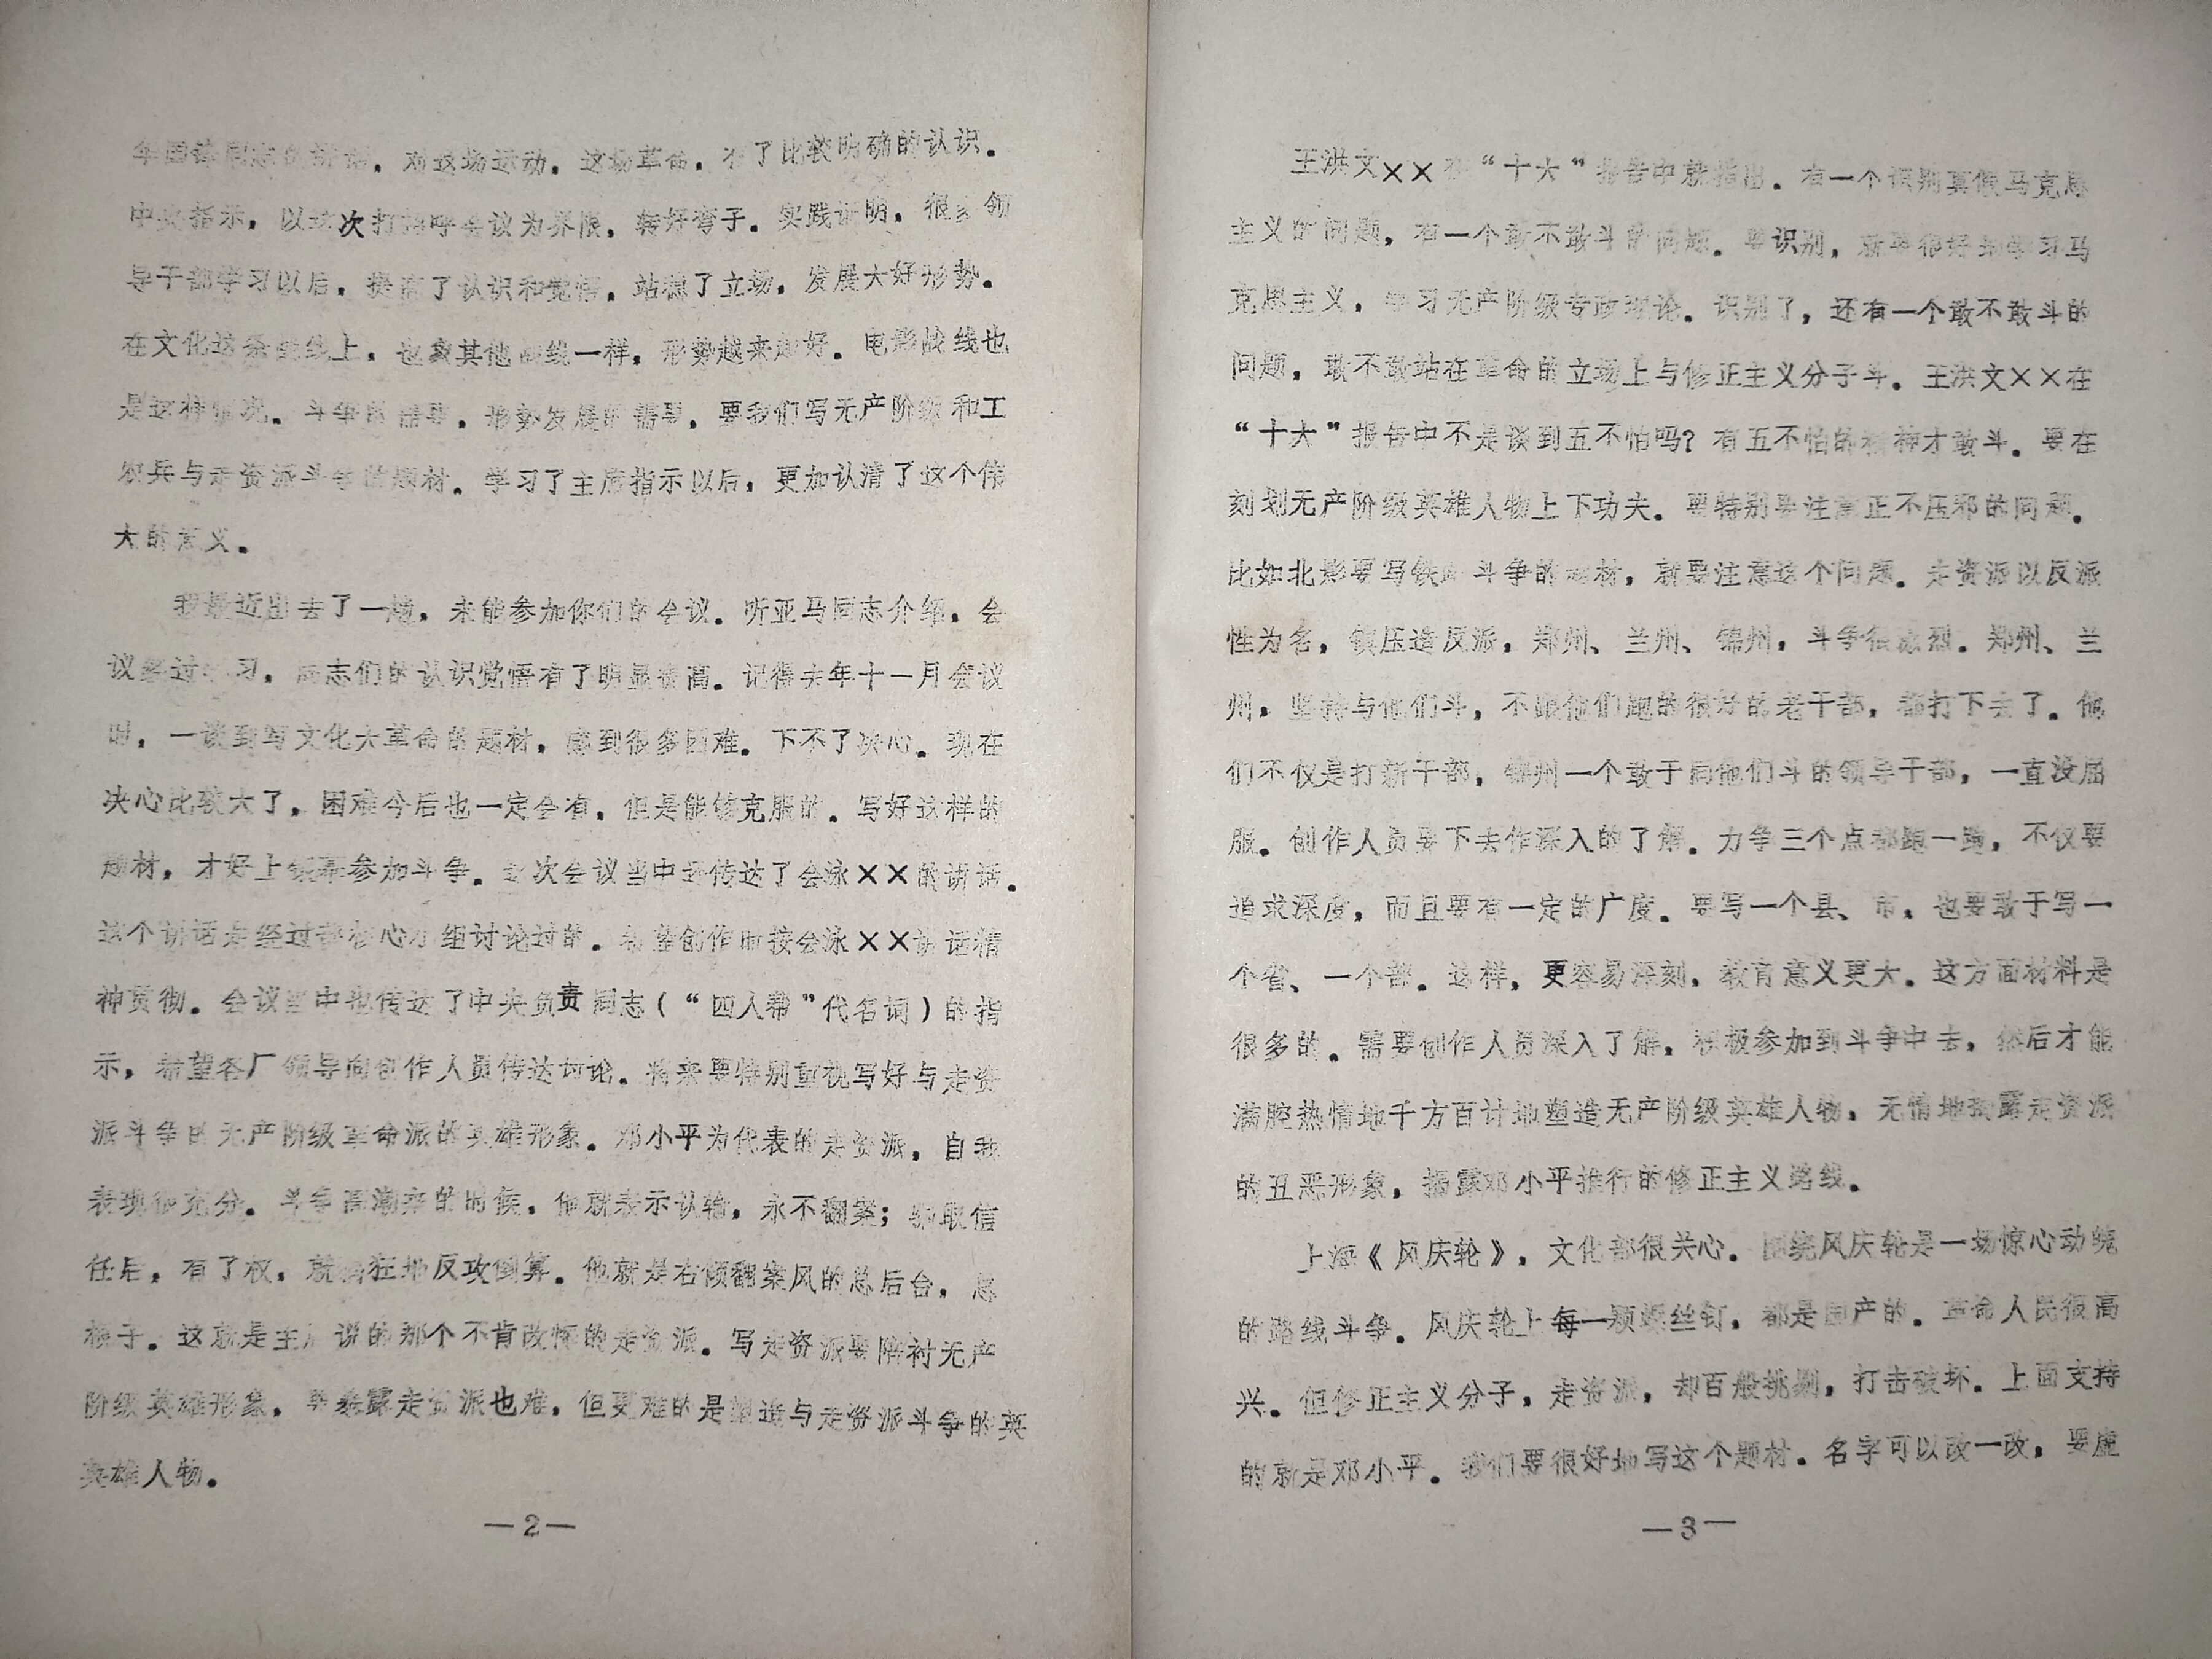 华国锋同志的讲话，对这场运动，这场革命，有了比较明确的认识。
中央指示，以这次打招呼会议为界限，转好弯子。实践证明，很多领
导干部学习以后，提高了认识和觉悟，站稳了立场，发展大好形势。
在文化这条战线上，也象其他战线一样，形势越来越好。电影战线也
是这种情况。斗争的需要，形势发展的需要，要我们写无产阶级和工
农兵与走资派斗争的题材。学习了主席指示以后，更加认清了这个伟
大的意义。
我最近出去了一趟，未能参加你们的会议。听亚马同志介绍，会
议经过学习，同志们的认识觉悟有了明显提高。记得去年十一月会议
时，一谈到写文化大革命的题材，感到很多困难。下不了决心。现在
决心比较大了，困难今后也一定会有，但是能够克服的。写好这样的
题材，才好上银幕参加斗争。这次会议当中还传达了会泳××的讲话。
这个讲话是经过部核心小组讨论过的。希望创作时按会泳××讲话精
神贯彻。会议当中也传达了中央负责同志（“四人帮”代名词）的指
示，希望各厂领导向创作人员传达讨论。将来要特别重视写好与走资
派斗争的无产阶级革命派的英雄形象。邓小平为代表的走资派，自我
表现很充分。斗争高潮来的时候，他就表示认输，永不翻案；骗取信
任后，有了权，就猖狂地反攻倒算。他就是右倾翻案风的总后台，总
根子。这就是主席说的那个不肯改悔的走资派。写走资派要陪衬无产
阶级英雄形象，要暴露走资派也难，但更难的是塑造与走资派斗争的英
英雄人物。
—2—
王洪文××在“十大”报告中就指出，有一个识别真假马克思
主义的问题，有一个敢不敢斗的问题。要识别，就要很好地学习马
克思主义，学习无产阶级专政理论。识别了，还有一个敢不敢斗的
问题，敢不敢站在革命的立场上与修正主义分子斗。王洪文××在
“十大”报告中不是谈到五不怕吗？有五不怕的精神才敢斗。要在
刻划无产阶级英雄人物上下功夫。要特别要注意正不压邪的问题。
比如北影要写铁路斗争的题材，就要注意这个问题。走资派以反派
性为名，镇压造反派，郑州、兰州、锦州，斗争很激烈。郑州、兰
州，坚持与他们斗，不跟他们跑的很好的老干部，都打下去了。他
们不仅是打新干部，锦州一个敢于同他们斗的领导干部，一直没屈
服。创作人员要下去作深入的了解。力争三个点都跑一跑，不仅要
追求深度，而且要有一定的广度。要写一个县、市，也要敢于写一
个省、一个部。这样，更容易深刻，教育意义更大。这方面材料是
很多的。需要创作人员深入了解，积极参加到斗争中去，然后才能
满腔热情地千方百计地塑造无产阶级英雄人物，无情地揭露走资派
的丑恶形象，揭露邓小平推行的修正主义路线。
上海《风庆轮》，文化部很关心。围绕风庆轮是一场惊心动魄
的路线斗争。风庆轮上每一颗螺丝钉，都是国产的。革命人民很高
兴。但修正主义分子，走资派，却百般挑剔，打击破坏。上面支持
的就是邓小平。我们要很好地写这个题材。名字可以改一改，要虚
—3—